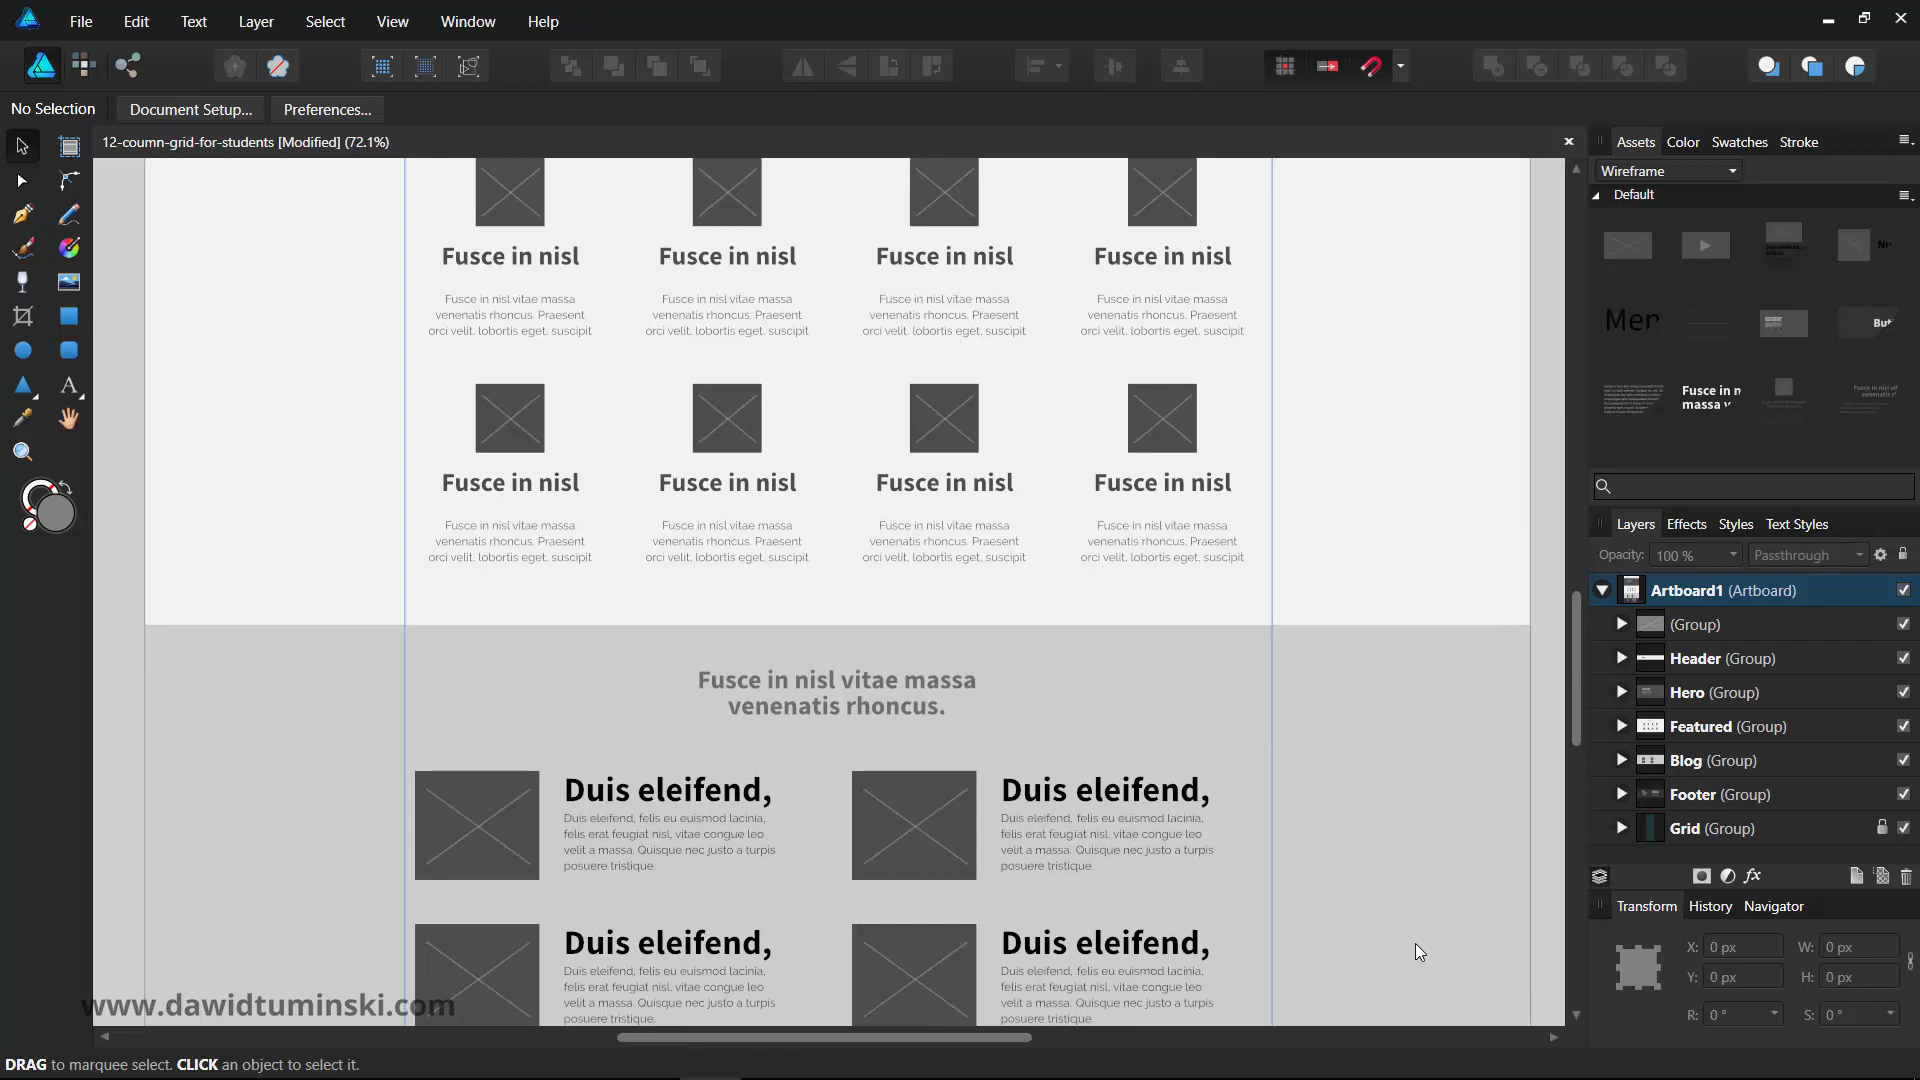 File Edit Text Layer Select View Window Help
No Selection Document Setup... Preferences...
12-coumn-grid-for-students [Modified] (72.1%)
Assets Color Swatches Stroke
Wireframe
Default
Men
But
Fusce in n
massa v
Fusce in nisl Fusce in nisl Fusce in nisl Fusce in nisl
Fusce in nisl vitae massa Fusce in nisl vitae massa Fusce in nisl vitae massa Fusce in nisl vitae massa
venenatis rhoncus. Praesent venenatis rhoncus. Praesent venenatis rhoncus. Praesent venenatis rhoncus. Praesent
orci velit, lobortis eget, suscipit orci velit, lobortis eget, suscipit orci velit, lobortis eget, suscipit orci velit, lobortis eget, suscipit
Fusce in nisl Fusce in nisl Fusce in nisl Fusce in nisl
Fusce in nisl vitae massa Fusce in nisl vitae massa Fusce in nisl vitae massa Fusce in nisl vitae massa
venenatis rhoncus. Praesent venenatis rhoncus. Praesent venenatis rhoncus. Praesent venenatis rhoncus. Praesent
orci velit, lobortis eget, suscipit orci velit, lobortis eget, suscipit orci velit, lobortis eget, suscipit orci velit, lobortis eget, suscipit
Fusce in nisl vitae massa
venenatis rhoncus.
Duis eleifend, Duis eleifend,
Duis eleifend, felis eu euismod lacinia, Duis eleifend, felis eu euismod lacinia,
felis erat feugiat nisl, vitae congue leo felis erat feugiat nisl, vitae congue leo
velit a massa. Quisque nec justo a turpis velit a massa. Quisque nec justo a turpis
posuere tristique. posuere tristique.
Duis eleifend, Duis eleifend,
Duis eleifend, felis eu euismod lacinia, Duis eleifend, felis eu euismod lacinia,
felis erat feugiat nisl, vitae congue leo felis erat feugiat nisl, vitae congue leo
velit a massa. Quisque nec justo a turpis velit a massa. Quisque nec justo a turpis
posuere tristique. posuere tristique.
www.dawidtuminski.com
Layers Effects Styles Text Styles
Opacity: 100 % Passthrough
Artboard1 (Artboard)
(Group)
Header (Group)
Hero (Group)
Featured (Group)
Blog (Group)
Footer (Group)
Grid (Group)
fx
Transform History Navigator
X: 0 px W: 0 px
Y: 0 px H: 0 px
R: 0 ° S: 0 °
DRAG to marquee select. CLICK an object to select it.